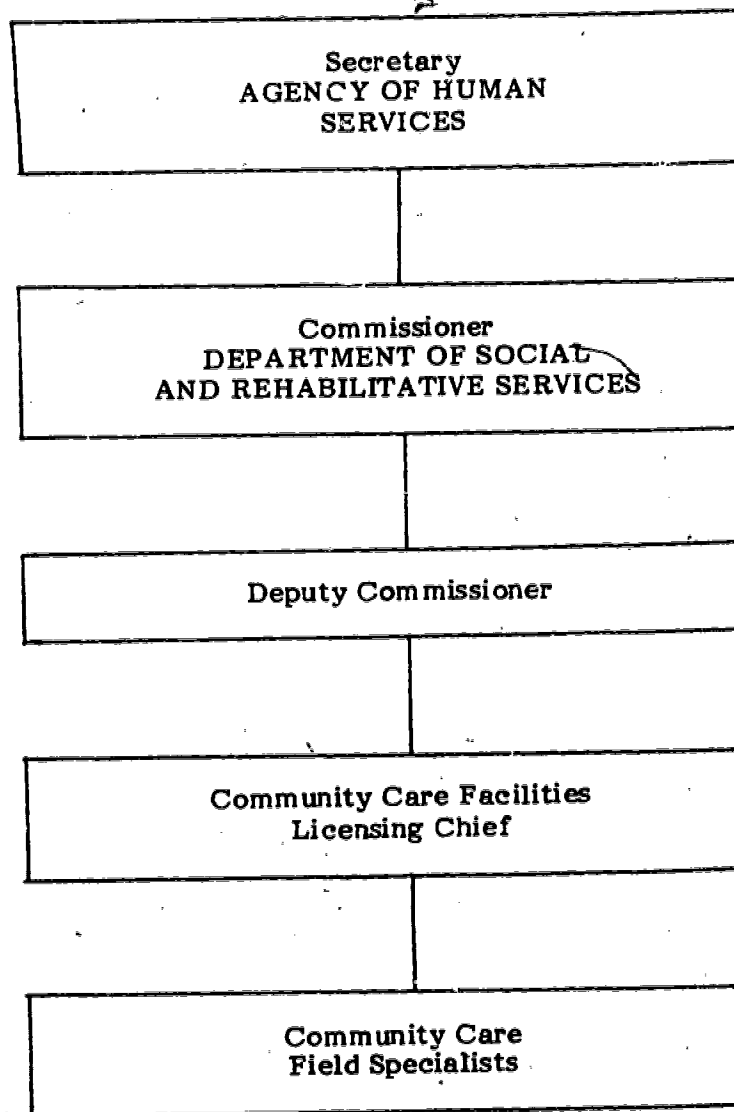 Secretary
AGENCY OF HUMAN
SERVICES
Commissioner
DEPARTMENT OF SOCIAL
AND REHABILITATIVE SERVICES
Deputy Commissioner
Community Care Facilities
Licensing Chief
Community Care
Field Specialists